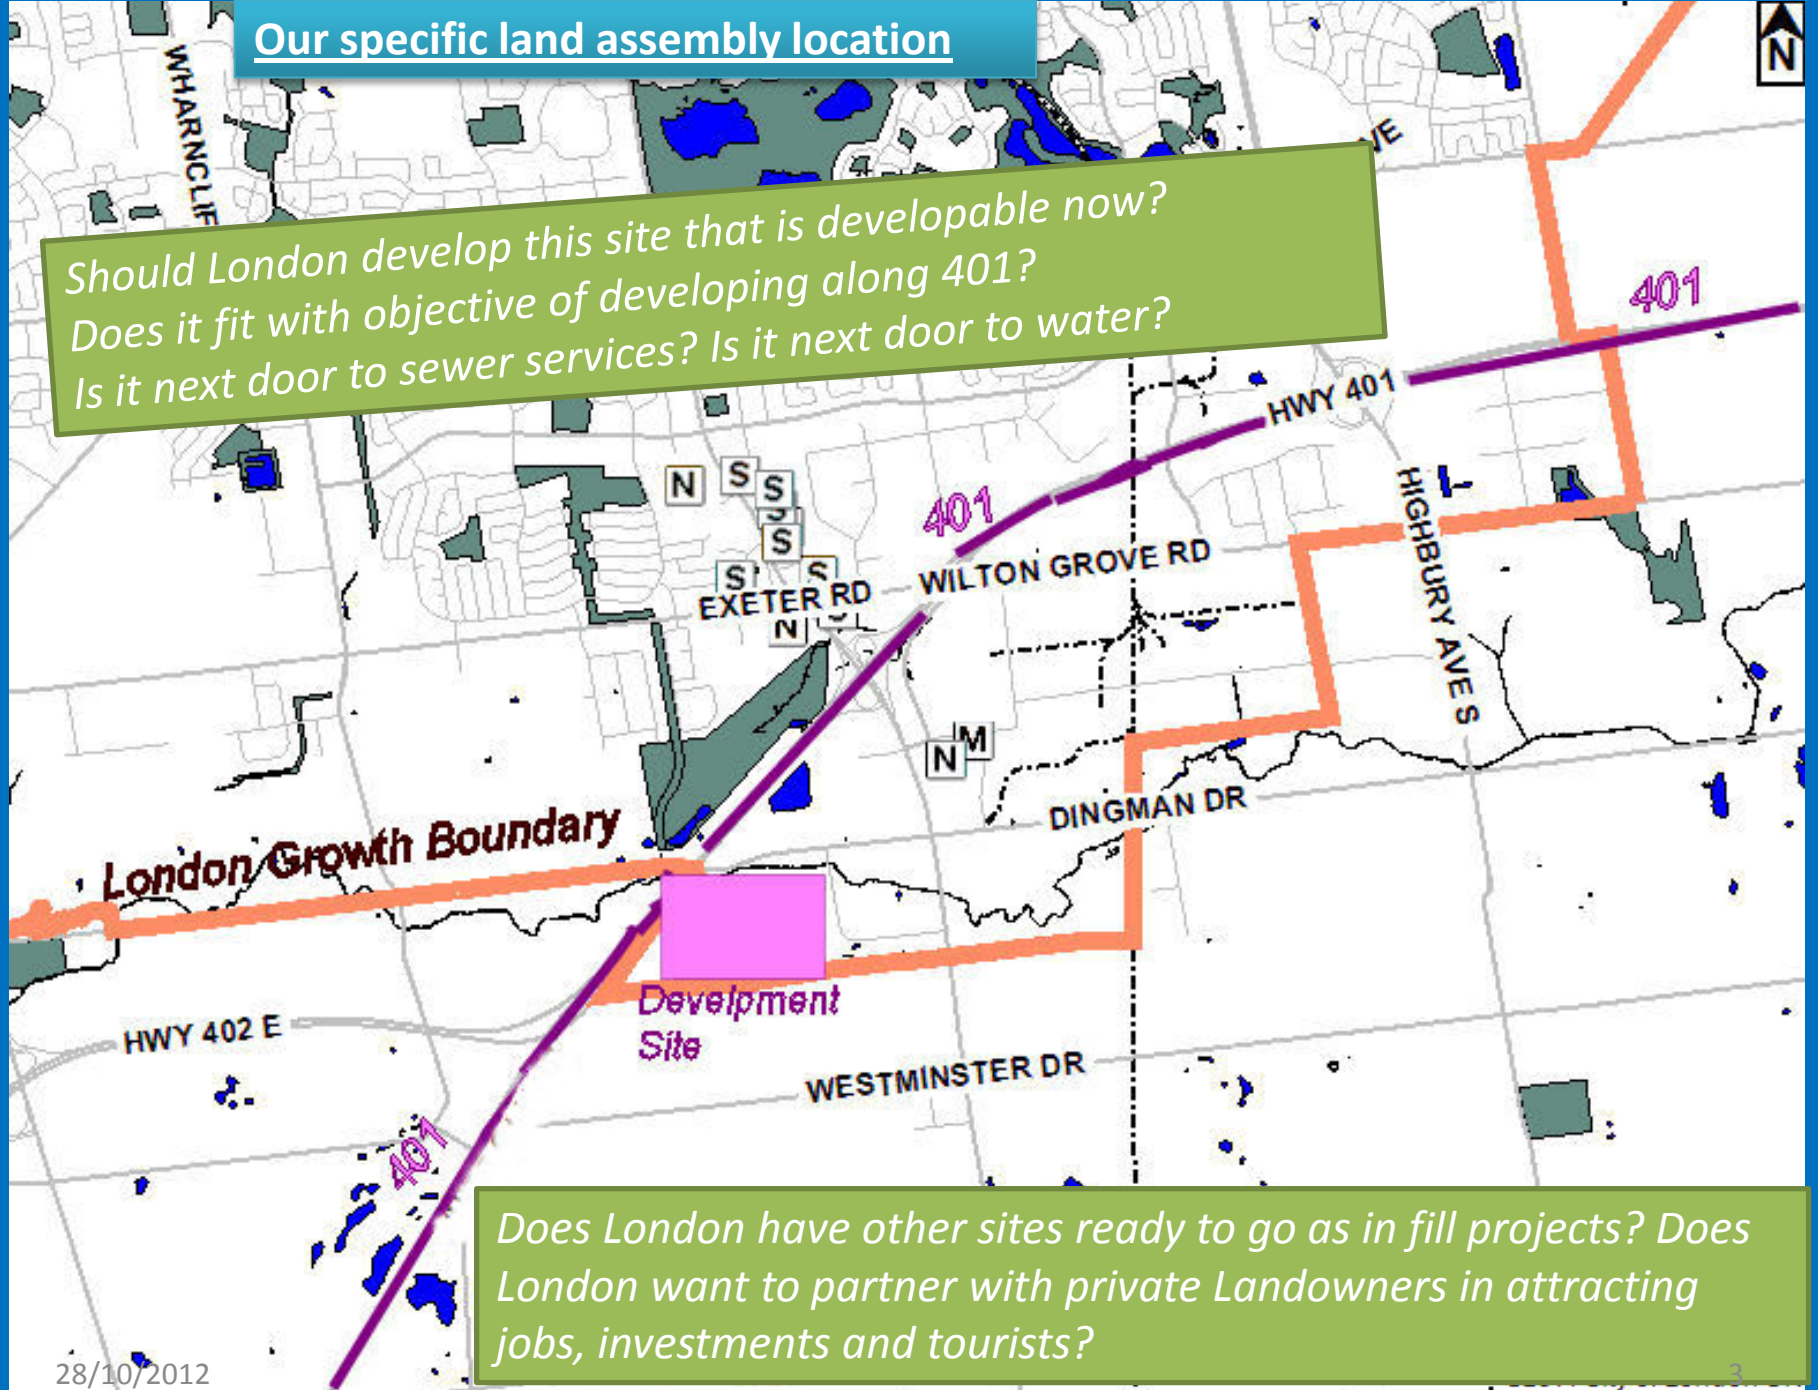 Our specific land assembly location
N
WHARNCLIF
VE
Should London develop this site that is developable now?
Does it fit with objective of developing along 401?
Is it next door to sewer services? Is it next door to water?
401
HWY 401
N
S
S
S
S
S
S
401
EXETER RD
WILTON GROVE RD
N
HIGHBURY AVE S
N
M
DINGMAN DR
London Growth Boundary
HWY 402 E
Develpment
Site
WESTMINSTER DR
401
Does London have other sites ready to go as in fill projects? Does
London want to partner with private Landowners in attracting
jobs, investments and tourists?
28/10/2012
3